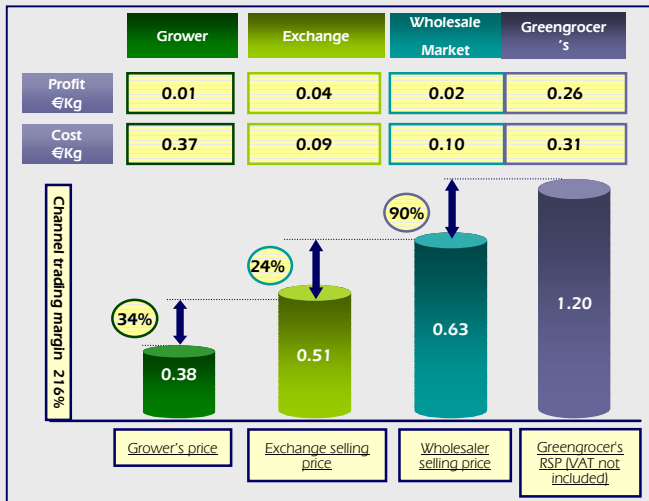 Grower
Exchange
Wholesale
Market
Greengrocer
´s
Profit
€/Kg
0.01
0.04
0.02
0.26
Cost
€/Kg
0.37
0.09
0.10
0.31
Channel trading margin 216%
34%
24%
90%
0.38
0.51
0.63
1.20
Grower's price
Exchange selling
price
Wholesaler
selling price
Greengrocer's
RSP (VAT not
included)